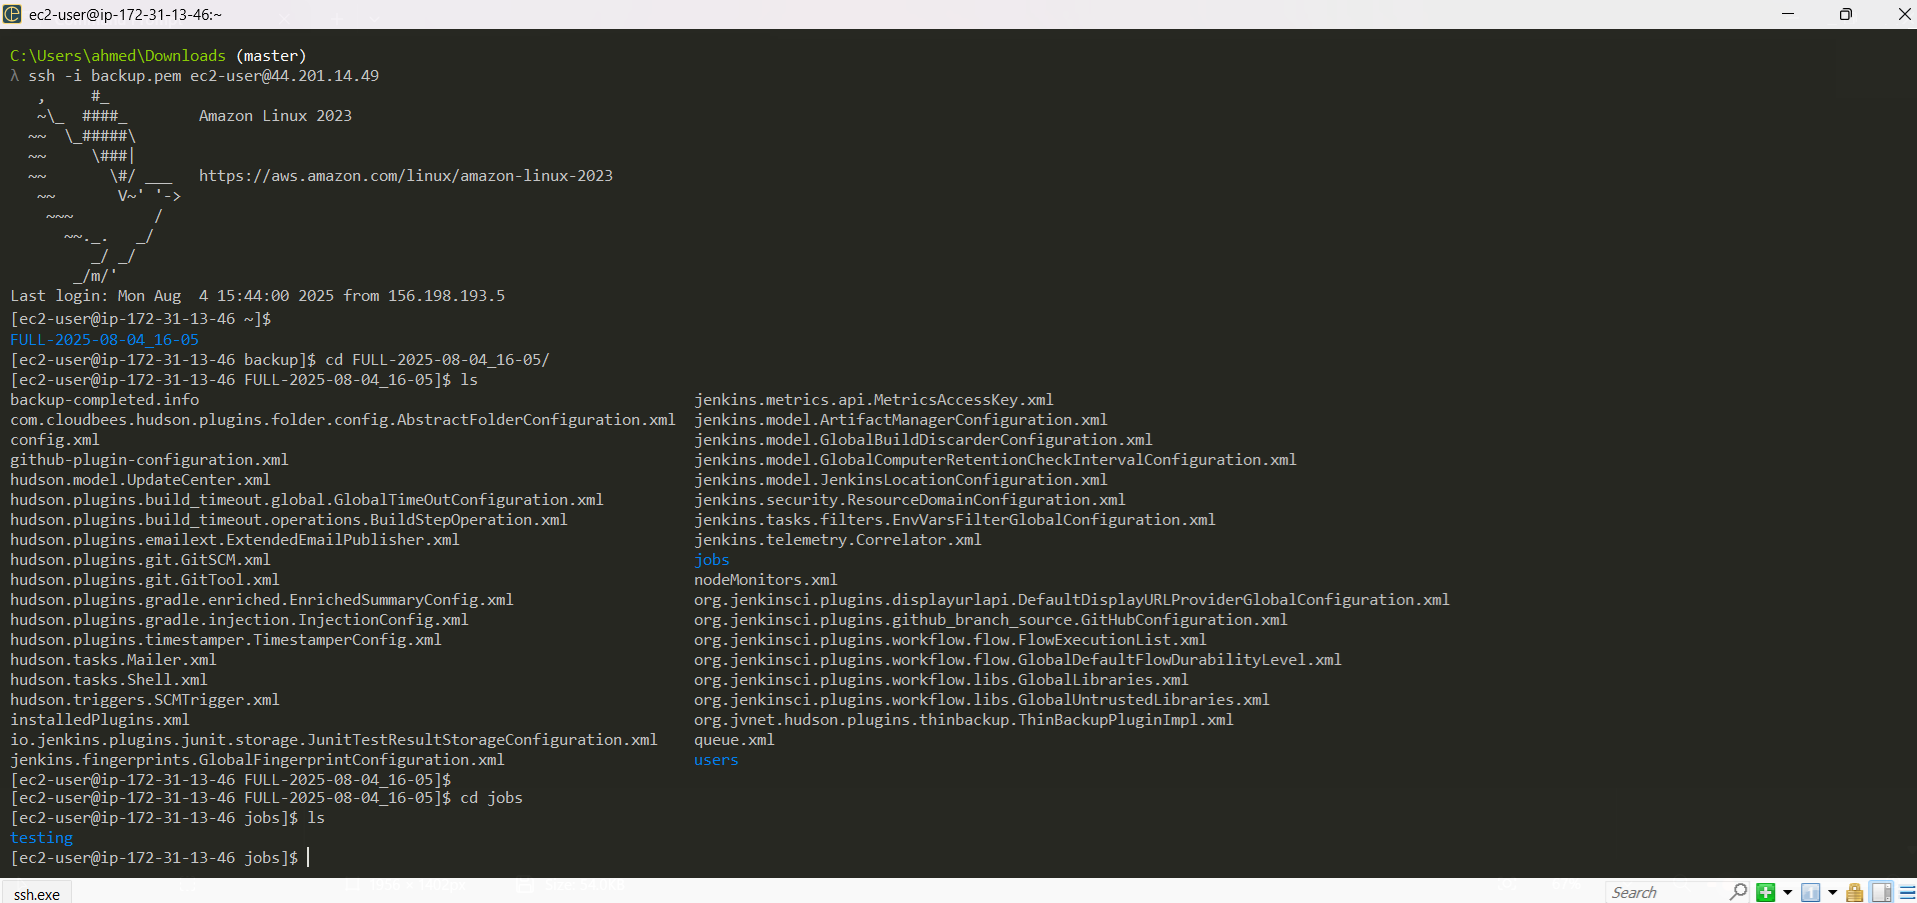 ec2-user@ip-172-31-13-46:~
C:\Users\ahmed\Downloads (master)
λ ssh -i backup.pem ec2-user@44.201.14.49
   ,     #_
   ~\_  ####_        Amazon Linux 2023
  ~~  \_#####\
  ~~     \###|
  ~~       \#/ ___   https://aws.amazon.com/linux/amazon-linux-2023
   ~~       V~' '->
    ~~~         /
      ~~._.   _/
         _/ _/
       _/m/'
Last login: Mon Aug  4 15:44:00 2025 from 156.198.193.5
[ec2-user@ip-172-31-13-46 ~]$
FULL-2025-08-04_16-05
[ec2-user@ip-172-31-13-46 backup]$ cd FULL-2025-08-04_16-05/
[ec2-user@ip-172-31-13-46 FULL-2025-08-04_16-05]$ ls
backup-completed.info jenkins.metrics.api.MetricsAccessKey.xml
com.cloudbees.hudson.plugins.folder.config.AbstractFolderConfiguration.xml jenkins.model.ArtifactManagerConfiguration.xml
config.xml jenkins.model.GlobalBuildDiscarderConfiguration.xml
github-plugin-configuration.xml jenkins.model.GlobalComputerRetentionCheckIntervalConfiguration.xml
hudson.model.UpdateCenter.xml jenkins.model.JenkinsLocationConfiguration.xml
hudson.plugins.build_timeout.global.GlobalTimeOutConfiguration.xml jenkins.security.ResourceDomainConfiguration.xml
hudson.plugins.build_timeout.operations.BuildStepOperation.xml jenkins.tasks.filters.EnvVarsFilterGlobalConfiguration.xml
hudson.plugins.emailext.ExtendedEmailPublisher.xml jenkins.telemetry.Correlator.xml
hudson.plugins.git.GitSCM.xml jobs
hudson.plugins.git.GitTool.xml nodeMonitors.xml
hudson.plugins.gradle.enriched.EnrichedSummaryConfig.xml org.jenkinsci.plugins.displayurlapi.DefaultDisplayURLProviderGlobalConfiguration.xml
hudson.plugins.gradle.injection.InjectionConfig.xml org.jenkinsci.plugins.github_branch_source.GitHubConfiguration.xml
hudson.plugins.timestamper.TimestamperConfig.xml org.jenkinsci.plugins.workflow.flow.FlowExecutionList.xml
hudson.tasks.Mailer.xml org.jenkinsci.plugins.workflow.flow.GlobalDefaultFlowDurabilityLevel.xml
hudson.tasks.Shell.xml org.jenkinsci.plugins.workflow.libs.GlobalLibraries.xml
hudson.triggers.SCMTrigger.xml org.jenkinsci.plugins.workflow.libs.GlobalUntrustedLibraries.xml
installedPlugins.xml org.jvnet.hudson.plugins.thinbackup.ThinBackupPluginImpl.xml
io.jenkins.plugins.junit.storage.JunitTestResultStorageConfiguration.xml queue.xml
jenkins.fingerprints.GlobalFingerprintConfiguration.xml users
[ec2-user@ip-172-31-13-46 FULL-2025-08-04_16-05]$
[ec2-user@ip-172-31-13-46 FULL-2025-08-04_16-05]$ cd jobs
[ec2-user@ip-172-31-13-46 jobs]$ ls
testing
[ec2-user@ip-172-31-13-46 jobs]$
ssh.exe Search